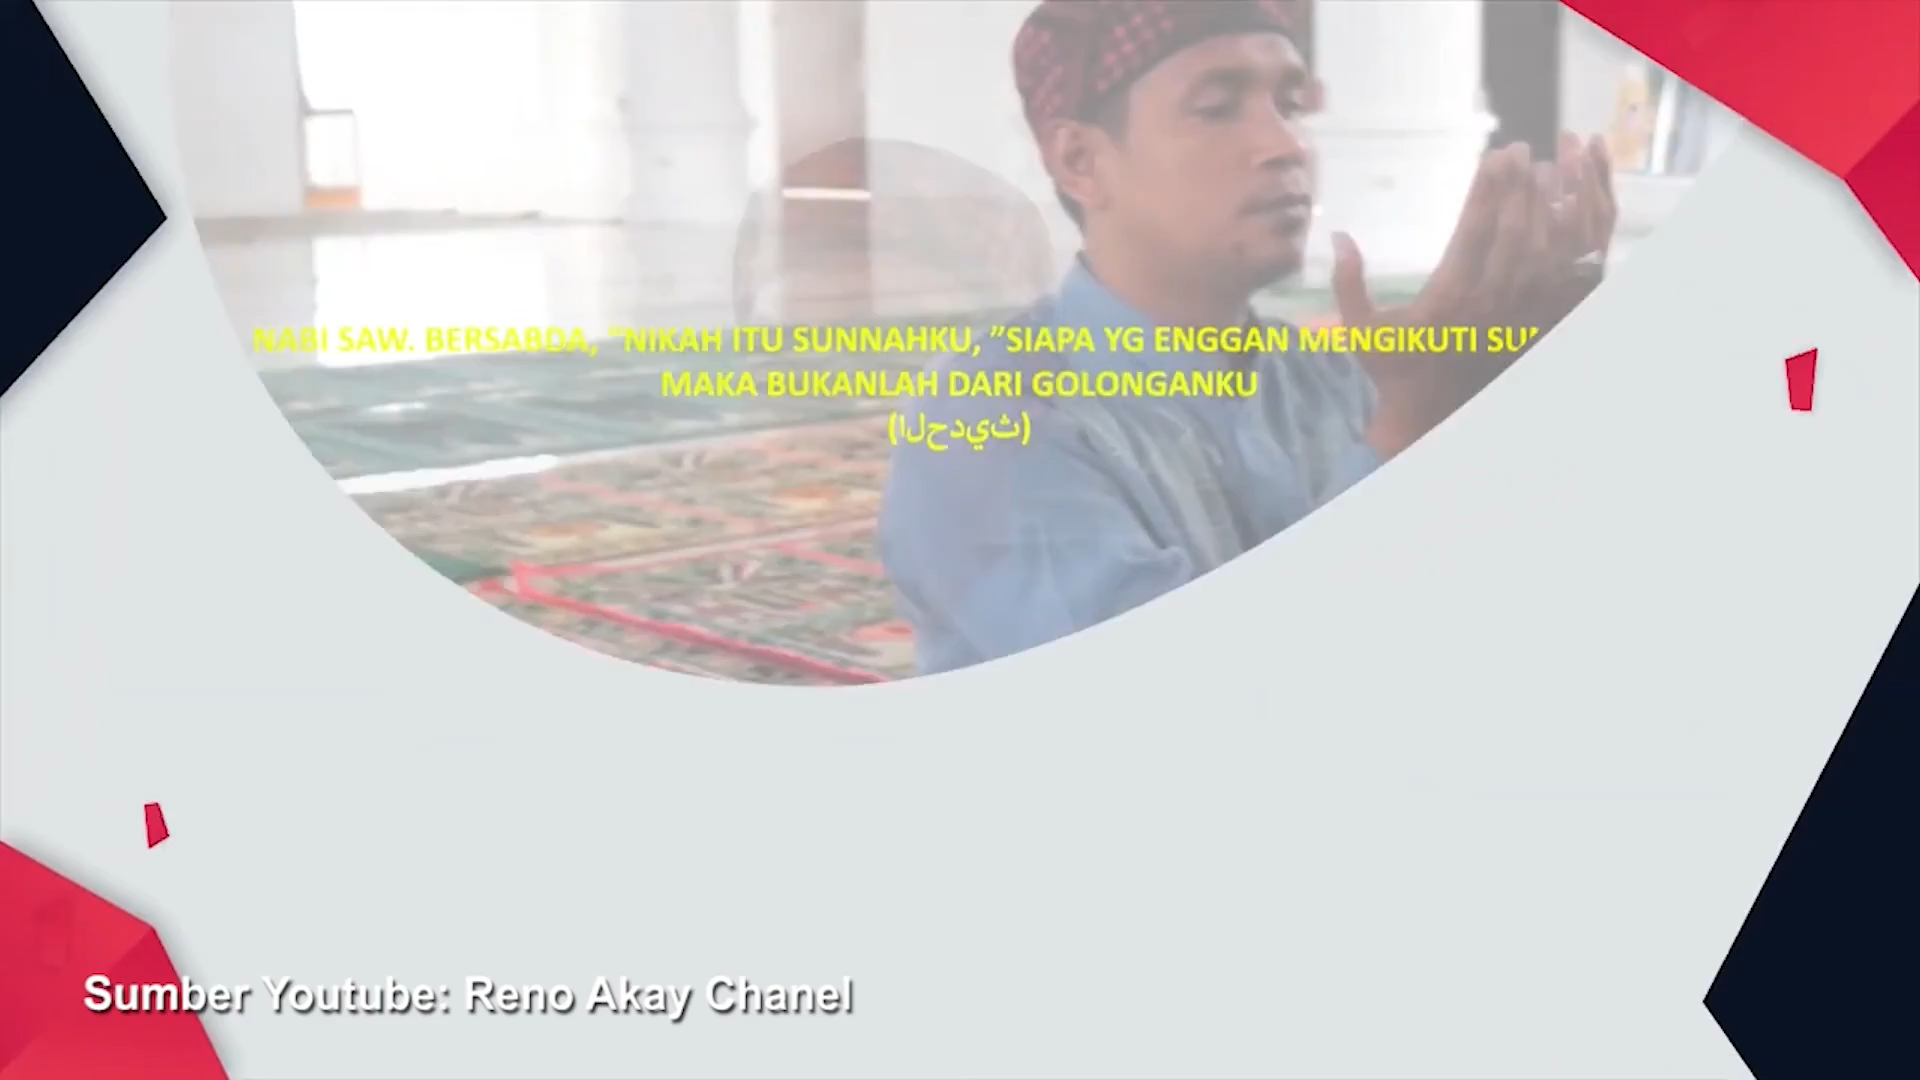 NABI SAW. BERSABDA, "NIKAH ITU SUNNAHKU, "SIAPA YG ENGGAN MENGIKUTI
MAKA BUKANLAH DARI GOLONGANKU
(الحديث)
Sumber Youtube: Reno Akay Chanel